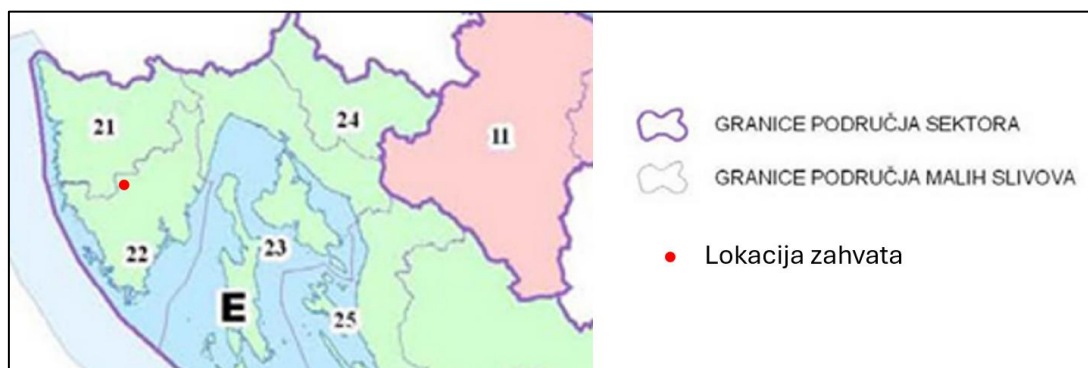 21
24
11
22
23
E
25
GRANICE PODRUČJA SEKTORA
GRANICE PODRUČJA MALIH SLIVOVA
Lokacija zahvata